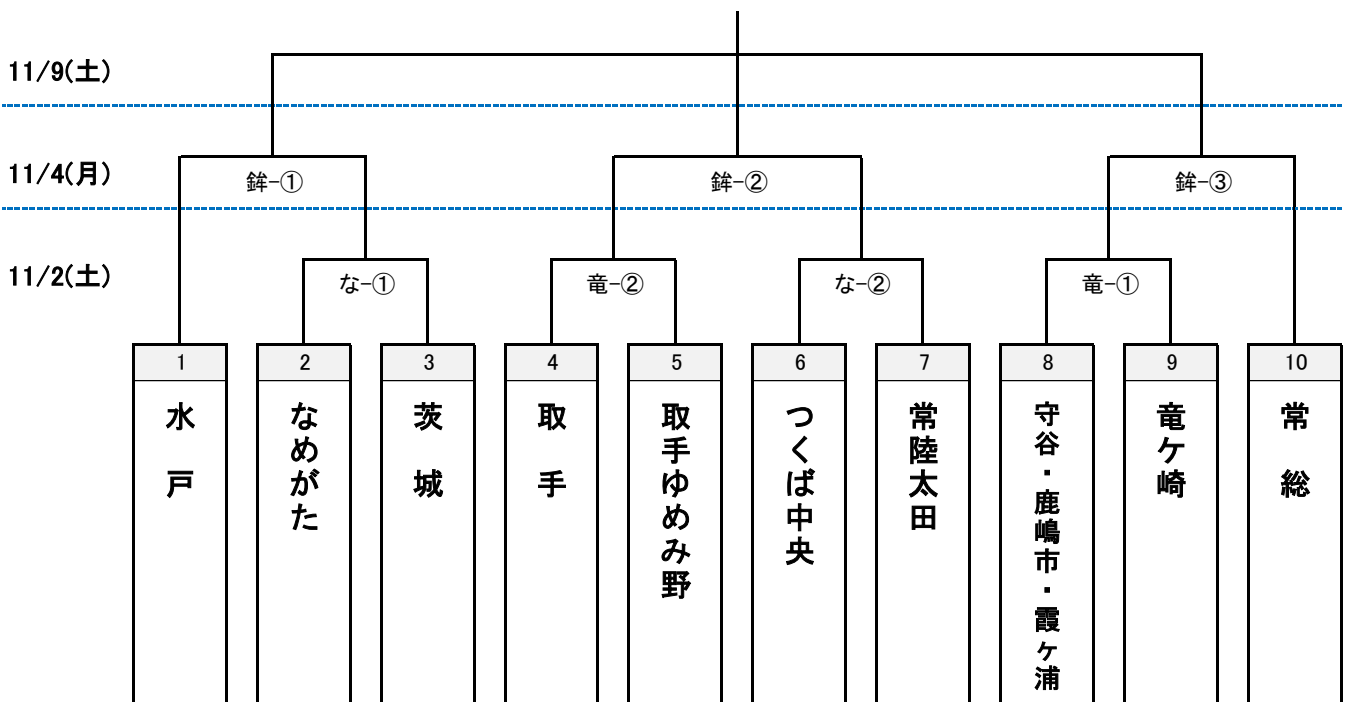 11/9(土)
11/4(月)
鉾-①
鉾-②
鉾-③
11/2(土)
な-①
竜-②
な-②
竜-①
1
2
3
4
5
6
7
8
9
10
水戸
なめがた
茨城
取手
取手ゆめみ野
つくば中央
常陸太田
守谷・鹿嶋市・霞ヶ浦
竜ケ崎
常総